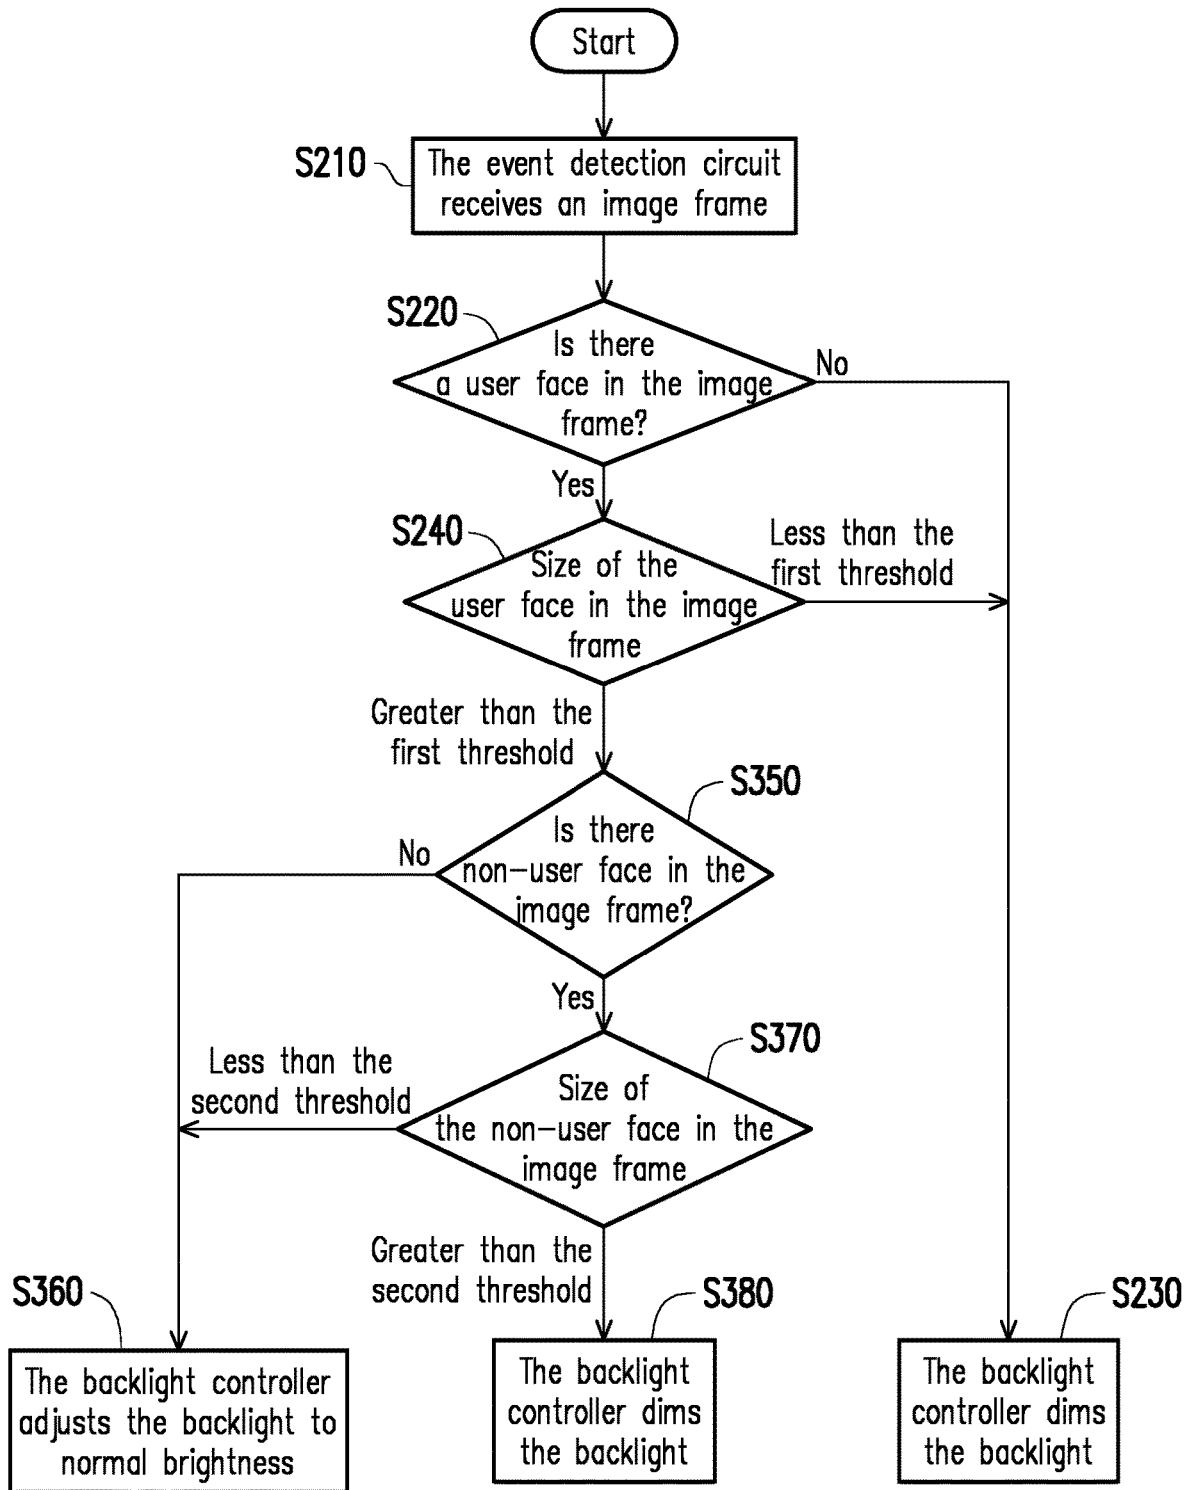 Start
S210
The event detection circuit
receives an image frame
S220
Is there
a user face in the image
frame?
No
Yes
S240
Size of the
user face in the image
frame
Less than the
first threshold
Greater than the
first threshold
S350
Is there
non-user face in the
image frame?
No
Yes
S370
Size of
the non-user face in the
image frame
Less than the
second threshold
Greater than the
second threshold
S360
The backlight controller
adjusts the backlight to
normal brightness
S380
The backlight
controller dims
the backlight
S230
The backlight
controller dims
the backlight